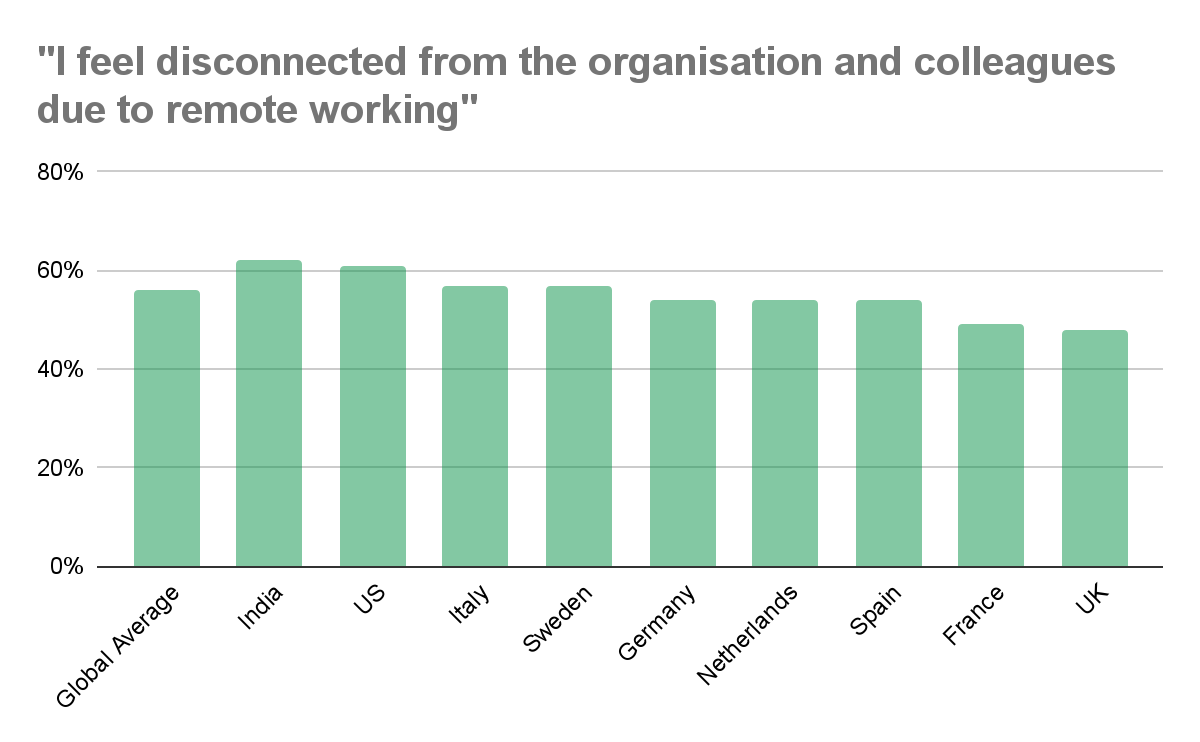 "I feel disconnected from the organisation and colleagues
due to remote working"
80%
60%
40%
20%
0%
Global Average
India
US
Italy
Sweden
Germany
Netherlands
Spain
France
UK